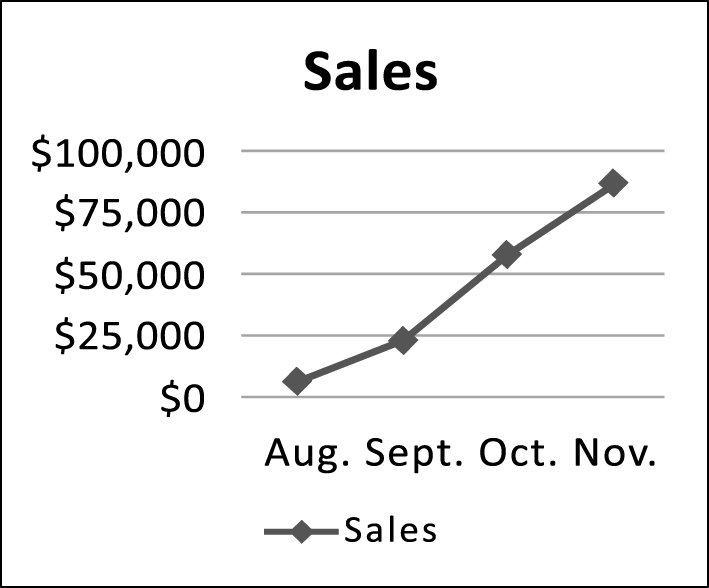 Sales
$100,000
$75,000
$50,000
$25,000
$0
Aug. Sept. Oct. Nov.
Sales